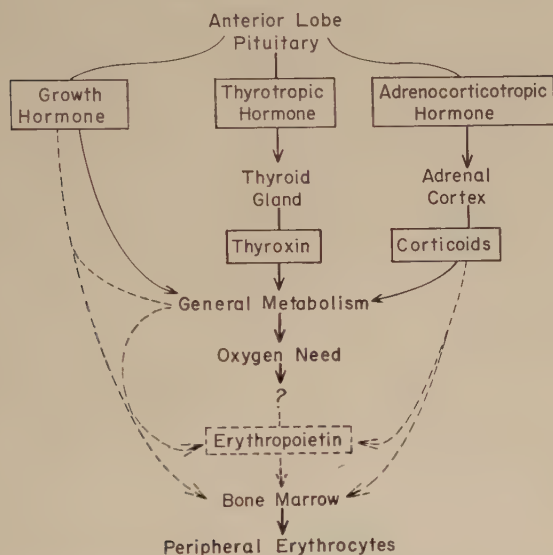 Anterior Lobe
Pituitary
Growth
Hormone
Thyrotropic
Hormone
Adrenocorticotropic
Hormone
Thyroid
Gland
Adrenal
Cortex
Thyroxin
Corticoids
General Metabolism
Oxygen Need
?
Erythropoietin
Bone Marrow
Peripheral Erythrocytes